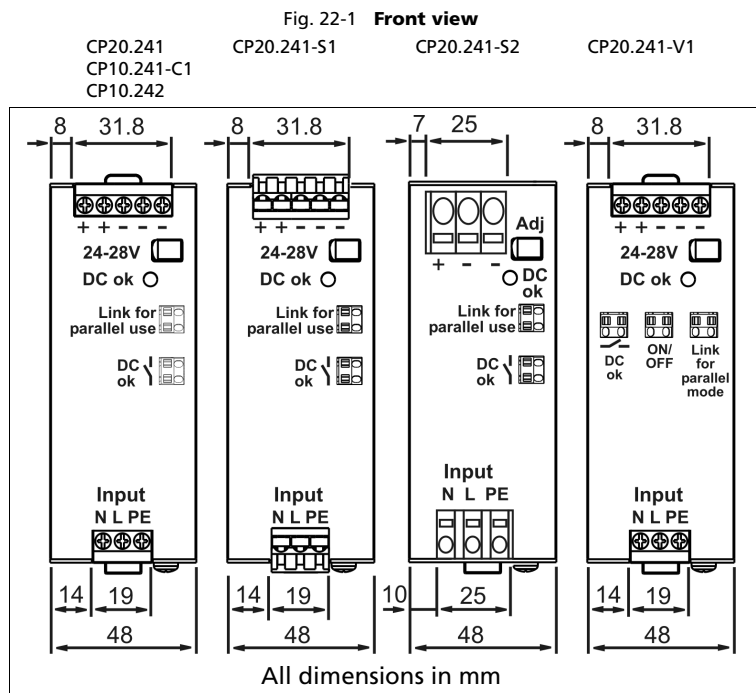 Fig. 22-1 Front view
CP20.241
CP10.241-C1
CP10.242
CP20.241-S1
CP20.241-S2
CP20.241-V1
8 31.8
+ + - - -
24-28V
DC ok
Link for
parallel use
DC
ok
Input
N L PE
14 19
48
8 31.8
+ + - - -
24-28V
DC ok
Link for
parallel use
DC
ok
Input
N L PE
14 19
48
7 25
Adj
+ - -
DC
ok
Link for
parallel use
DC
ok
Input
N L PE
10 25
48
8 31.8
+ + - - -
24-28V
DC ok
DC
ok
ON/
OFF
Link
for
parallel
mode
Input
N L PE
14 19
48
All dimensions in mm